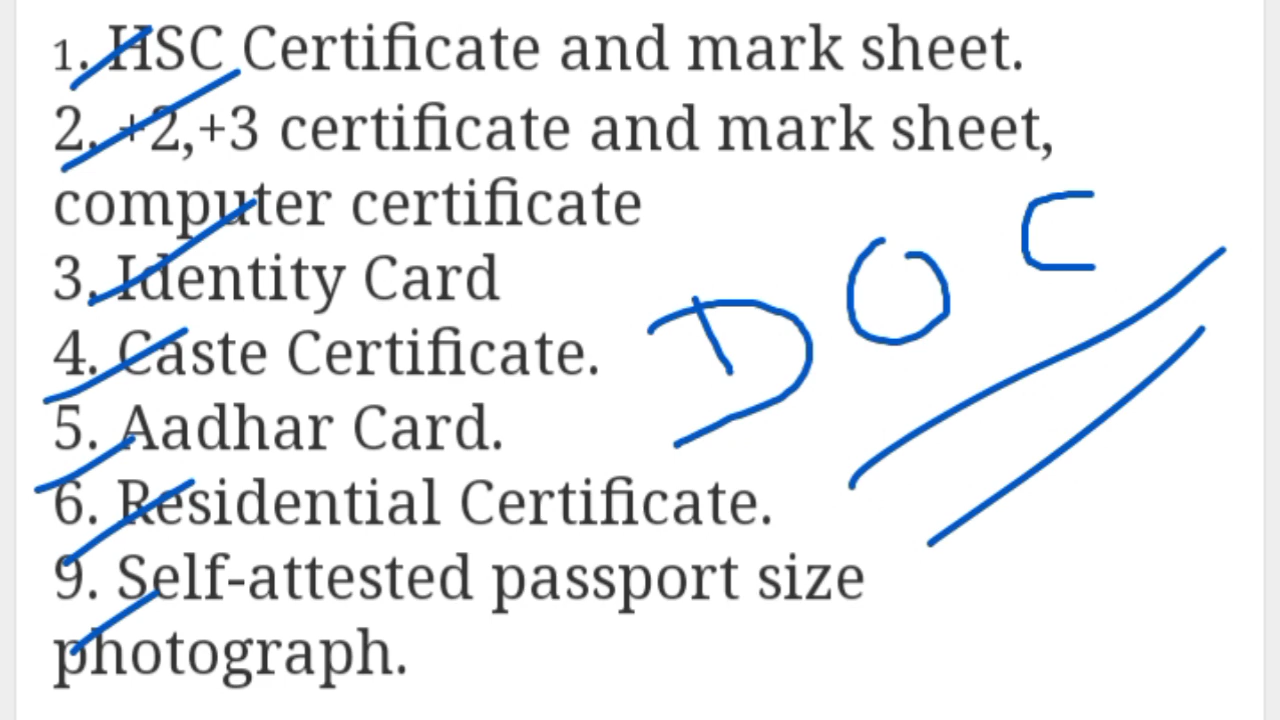 1. HSC Certificate and mark sheet.
2. +2,+3 certificate and mark sheet,
computer certificate
3. Identity Card
4. Caste Certificate.
5. Aadhar Card.
6. Residential Certificate.
9. Self-attested passport size
photograph.
DOC